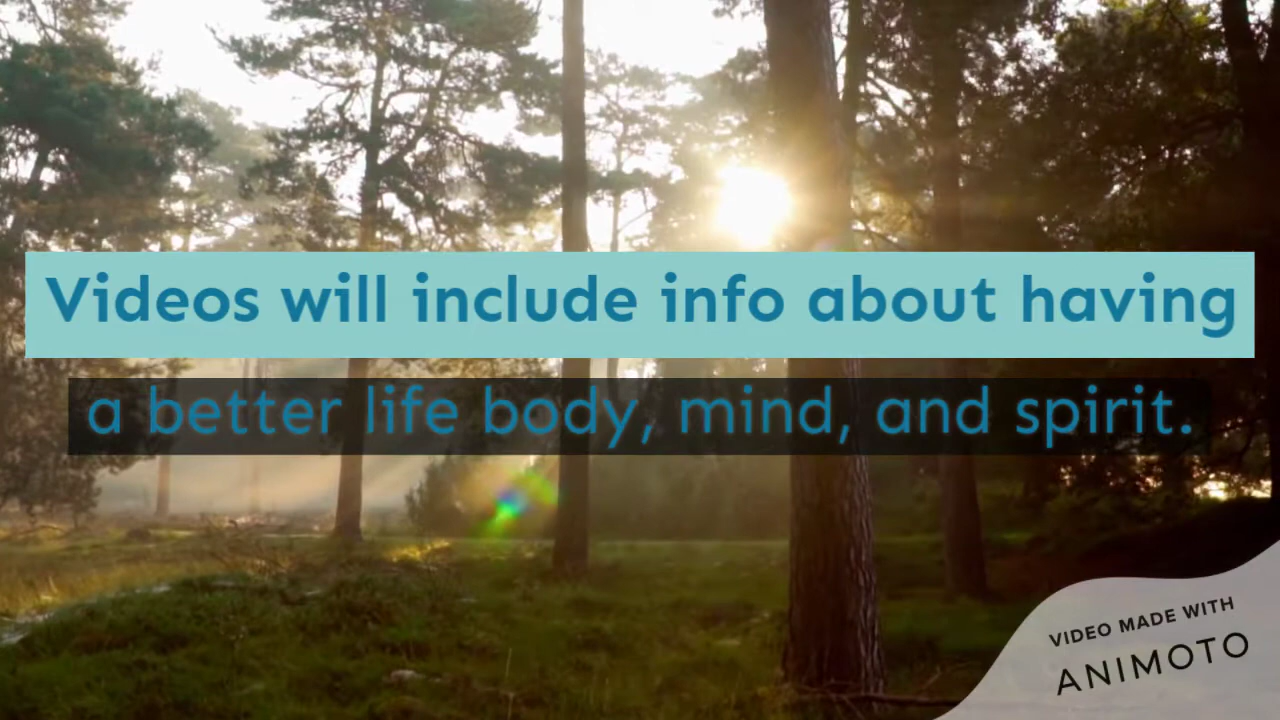 Videos will include info about having
a better life body, mind, and spirit.
VIDEO MADE WITH
ANIMOTO